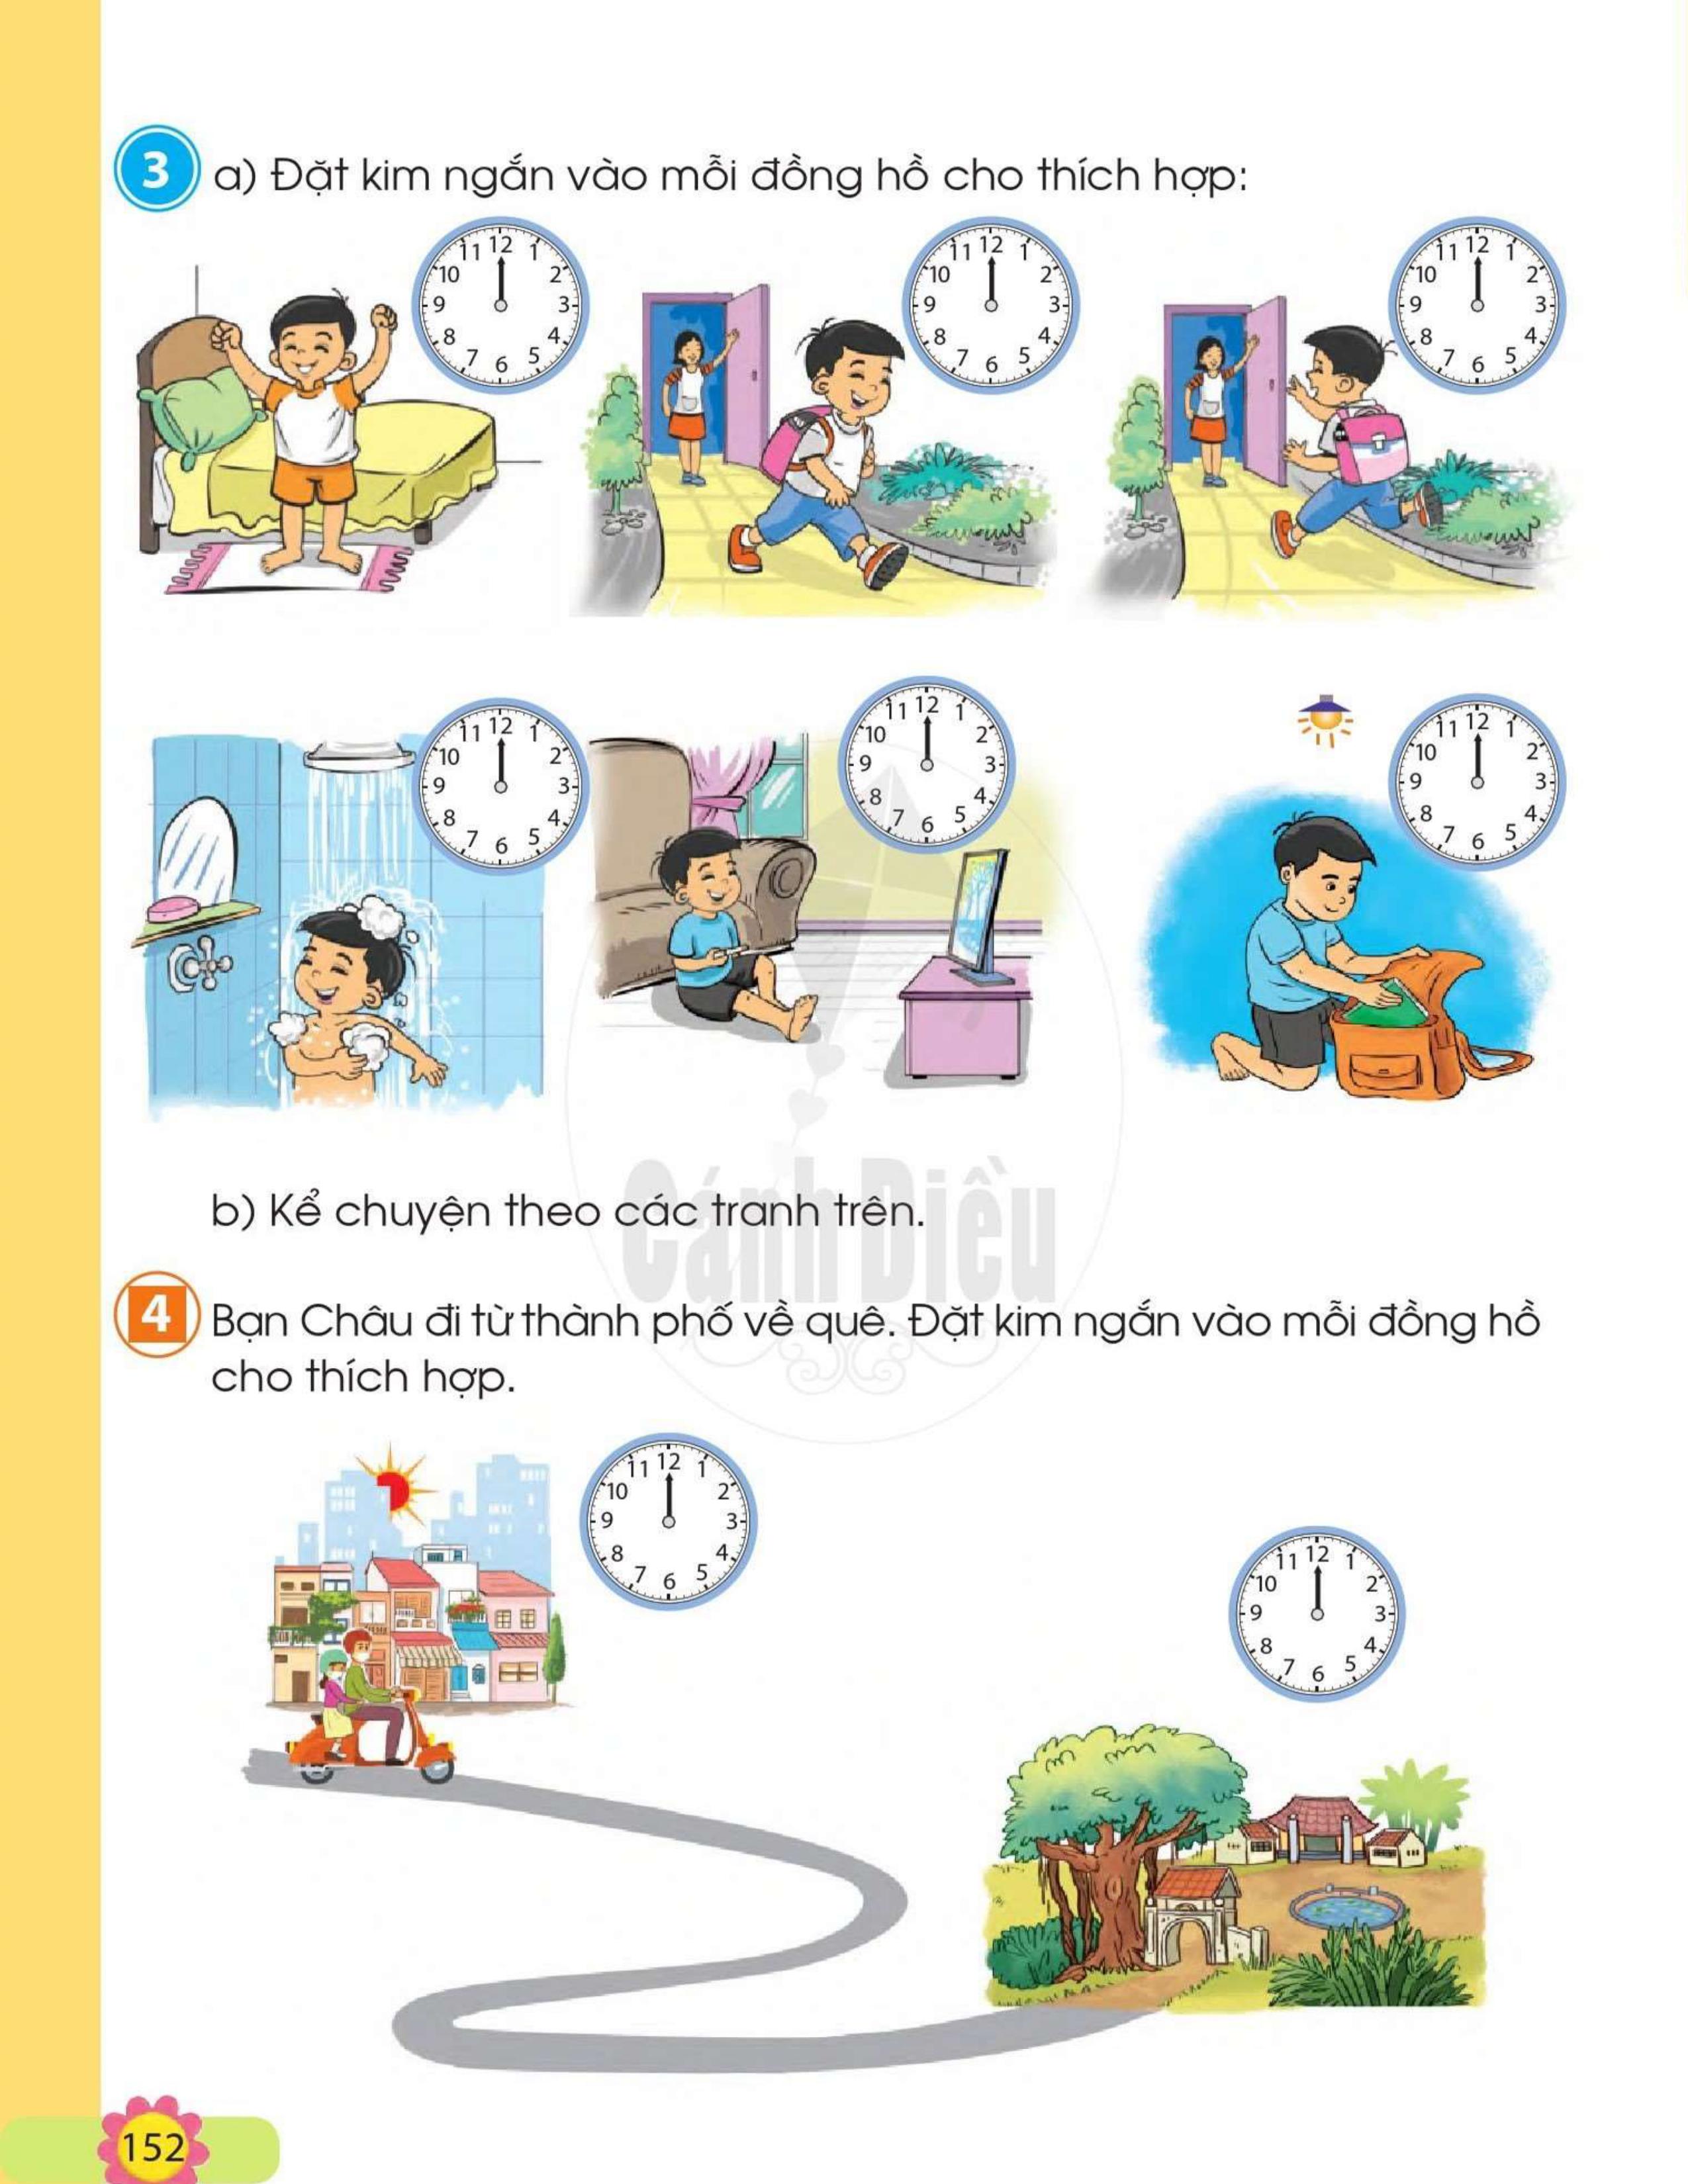 3 a) Đặt kim ngắn vào mỗi đồng hồ cho thích hợp:
11 12 1
10 2
9 3
8 4
7 6 5
11 12 1
10 2
9 3
8 4
7 6 5
11 12 1
10 2
9 3
8 4
7 6 5
11 12 1
10 2
9 3
8 4
7 6 5
11 12 1
10 2
9 3
8 4
7 6 5
11 12 1
10 2
9 3
8 4
7 6 5
b) Kể chuyện theo các tranh trên.
Cánh Diều
4 Bạn Châu đi từ thành phố về quê. Đặt kim ngắn vào mỗi đồng hồ
cho thích hợp.
11 12 1
10 2
9 3
8 4
7 6 5
11 12 1
10 2
9 3
8 4
7 6 5
152